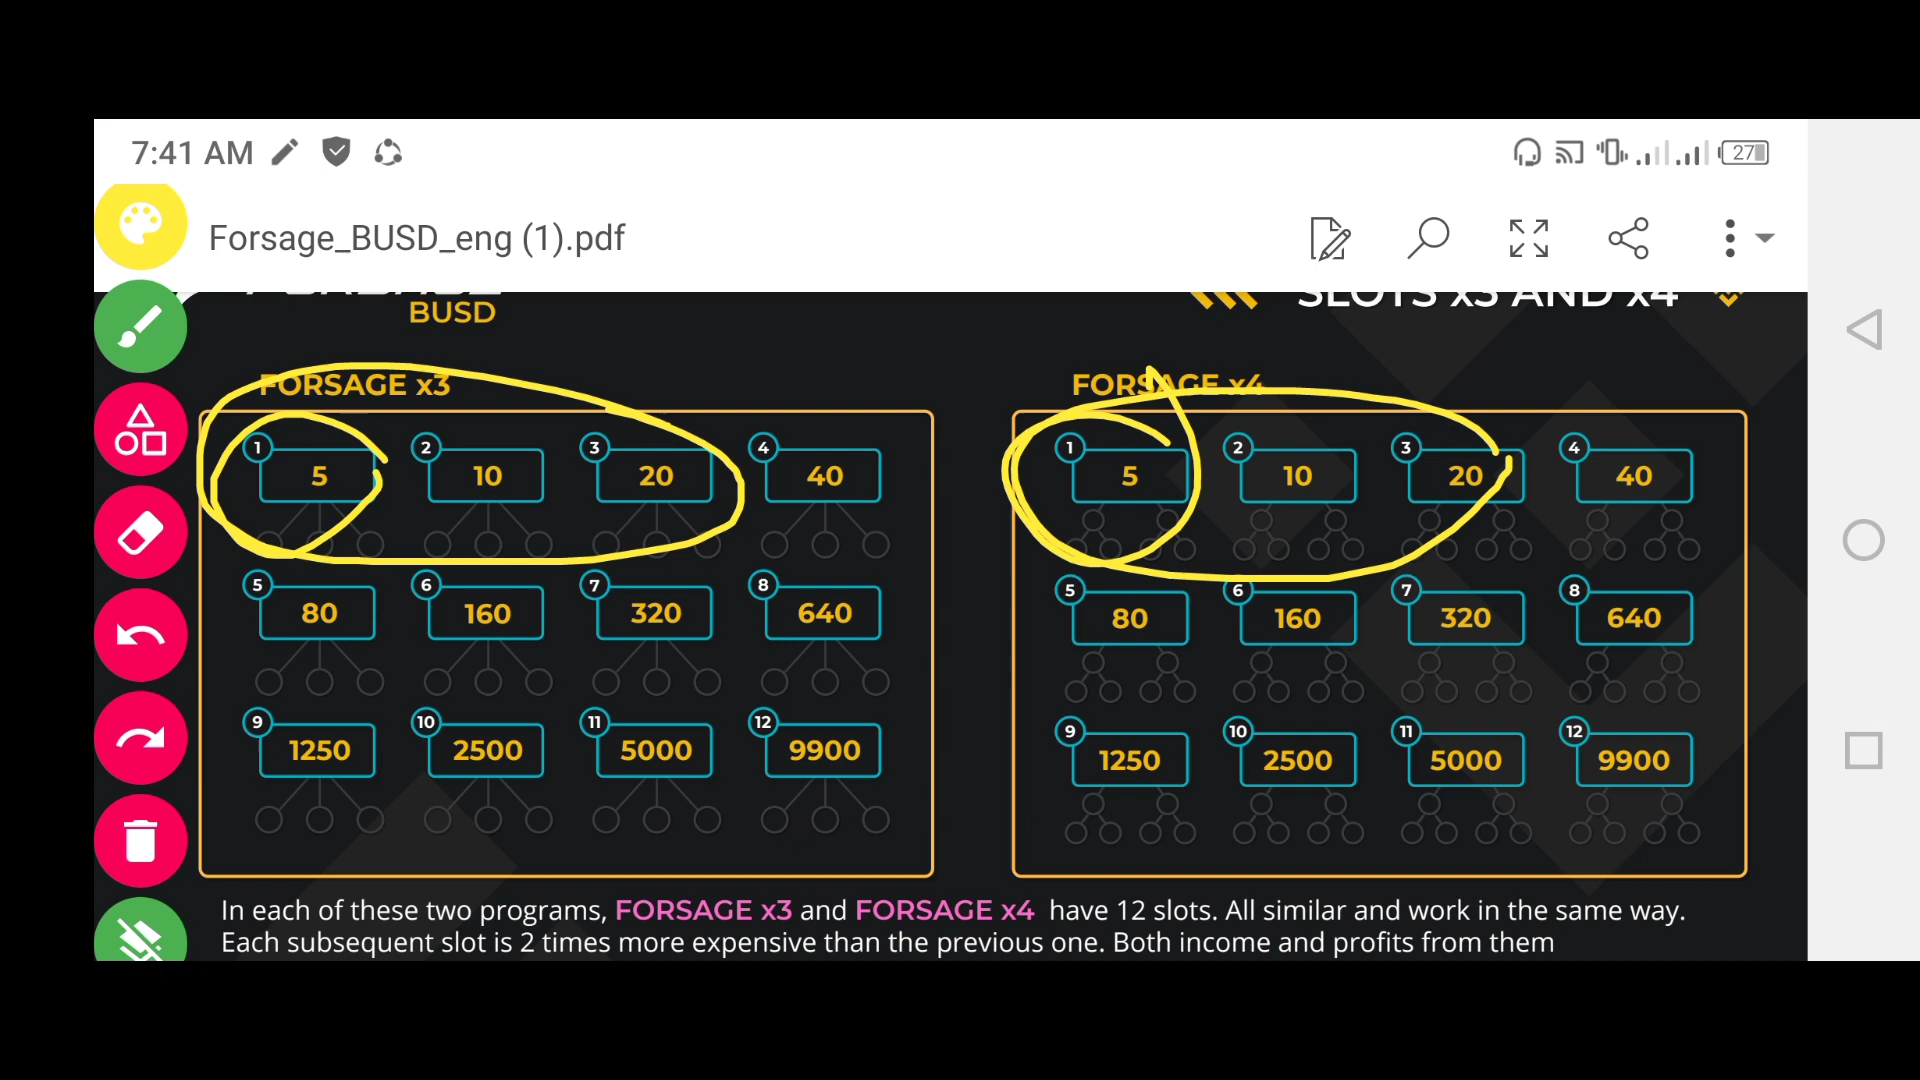 7:41 AM
27
Forsage_BUSD_eng (1).pdf
BUSD
SLOTS x3 AND x4
FORSAGE x3
FORSAGE x4
1 2 3 4
5 10 20 40
5 6 7 8
80 160 320 640
9 10 11 12
1250 2500 5000 9900
1 2 3 4
5 10 20 40
5 6 7 8
80 160 320 640
9 10 11 12
1250 2500 5000 9900
In each of these two programs, FORSAGE x3 and FORSAGE x4 have 12 slots. All similar and work in the same way.
Each subsequent slot is 2 times more expensive than the previous one. Both income and profits from them